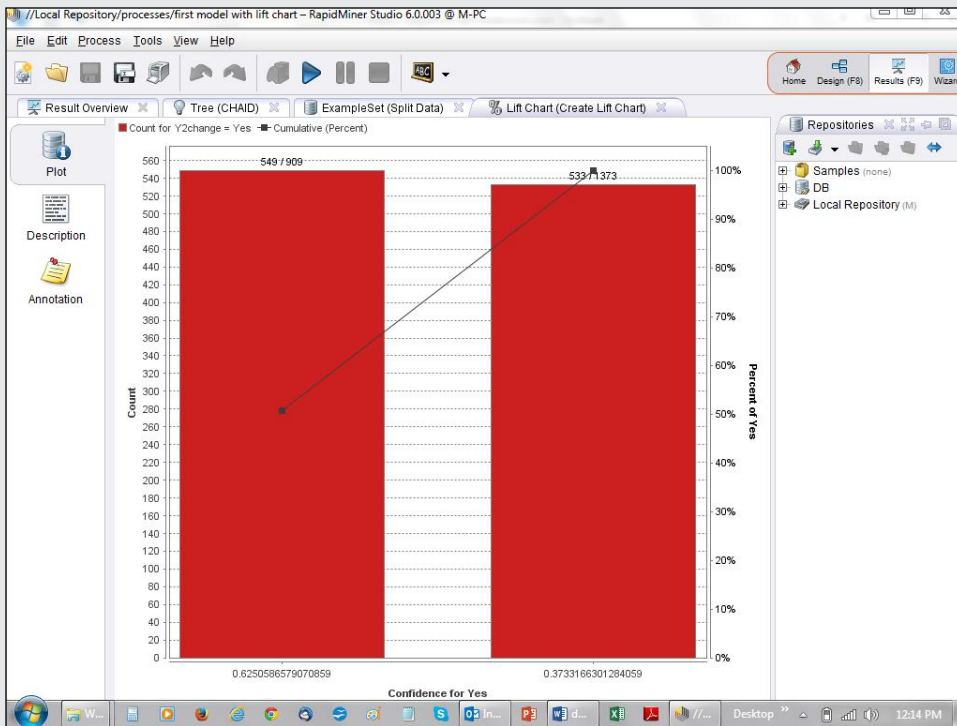 //Local Repository/processes/first model with lift chart – RapidMiner Studio 6.0.003 @ M-PC
File Edit Process Tools View Help
ABC
Home Design (F8) Results (F9) Wizar
Result Overview Tree (CHAID) ExampleSet (Split Data) % Lift Chart (Create Lift Chart)
Repositories
Plot
Description
Annotation
Count for Y2change = Yes Cumulative (Percent)
549 / 909
533 / 1373
Count
560
540
520
500
480
460
440
420
400
380
360
340
320
300
280
260
240
220
200
180
160
140
120
100
80
60
40
20
0
100%
90%
80%
70%
60%
50%
40%
30%
20%
10%
0%
Percent of Yes
0.6250586579070859
0.3733166301284059
Confidence for Yes
Samples (none)
DB
Local Repository (M)
W... In... d... //... Desktop 12:14 PM